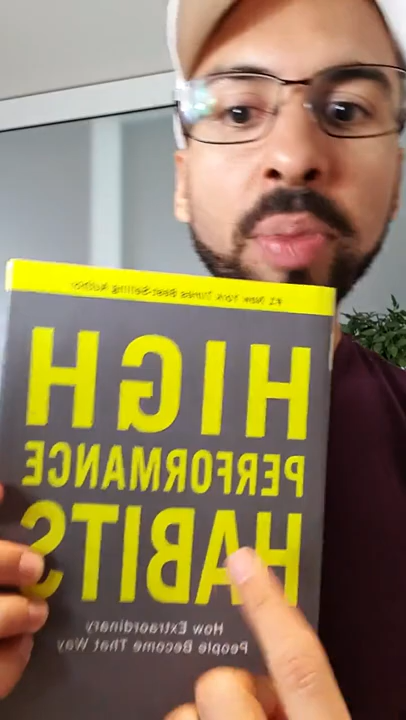 #1 New York Times Best-Selling Author
HIGH
PERFORMANCE
HABITS
How Extraordinary
People Become That Way